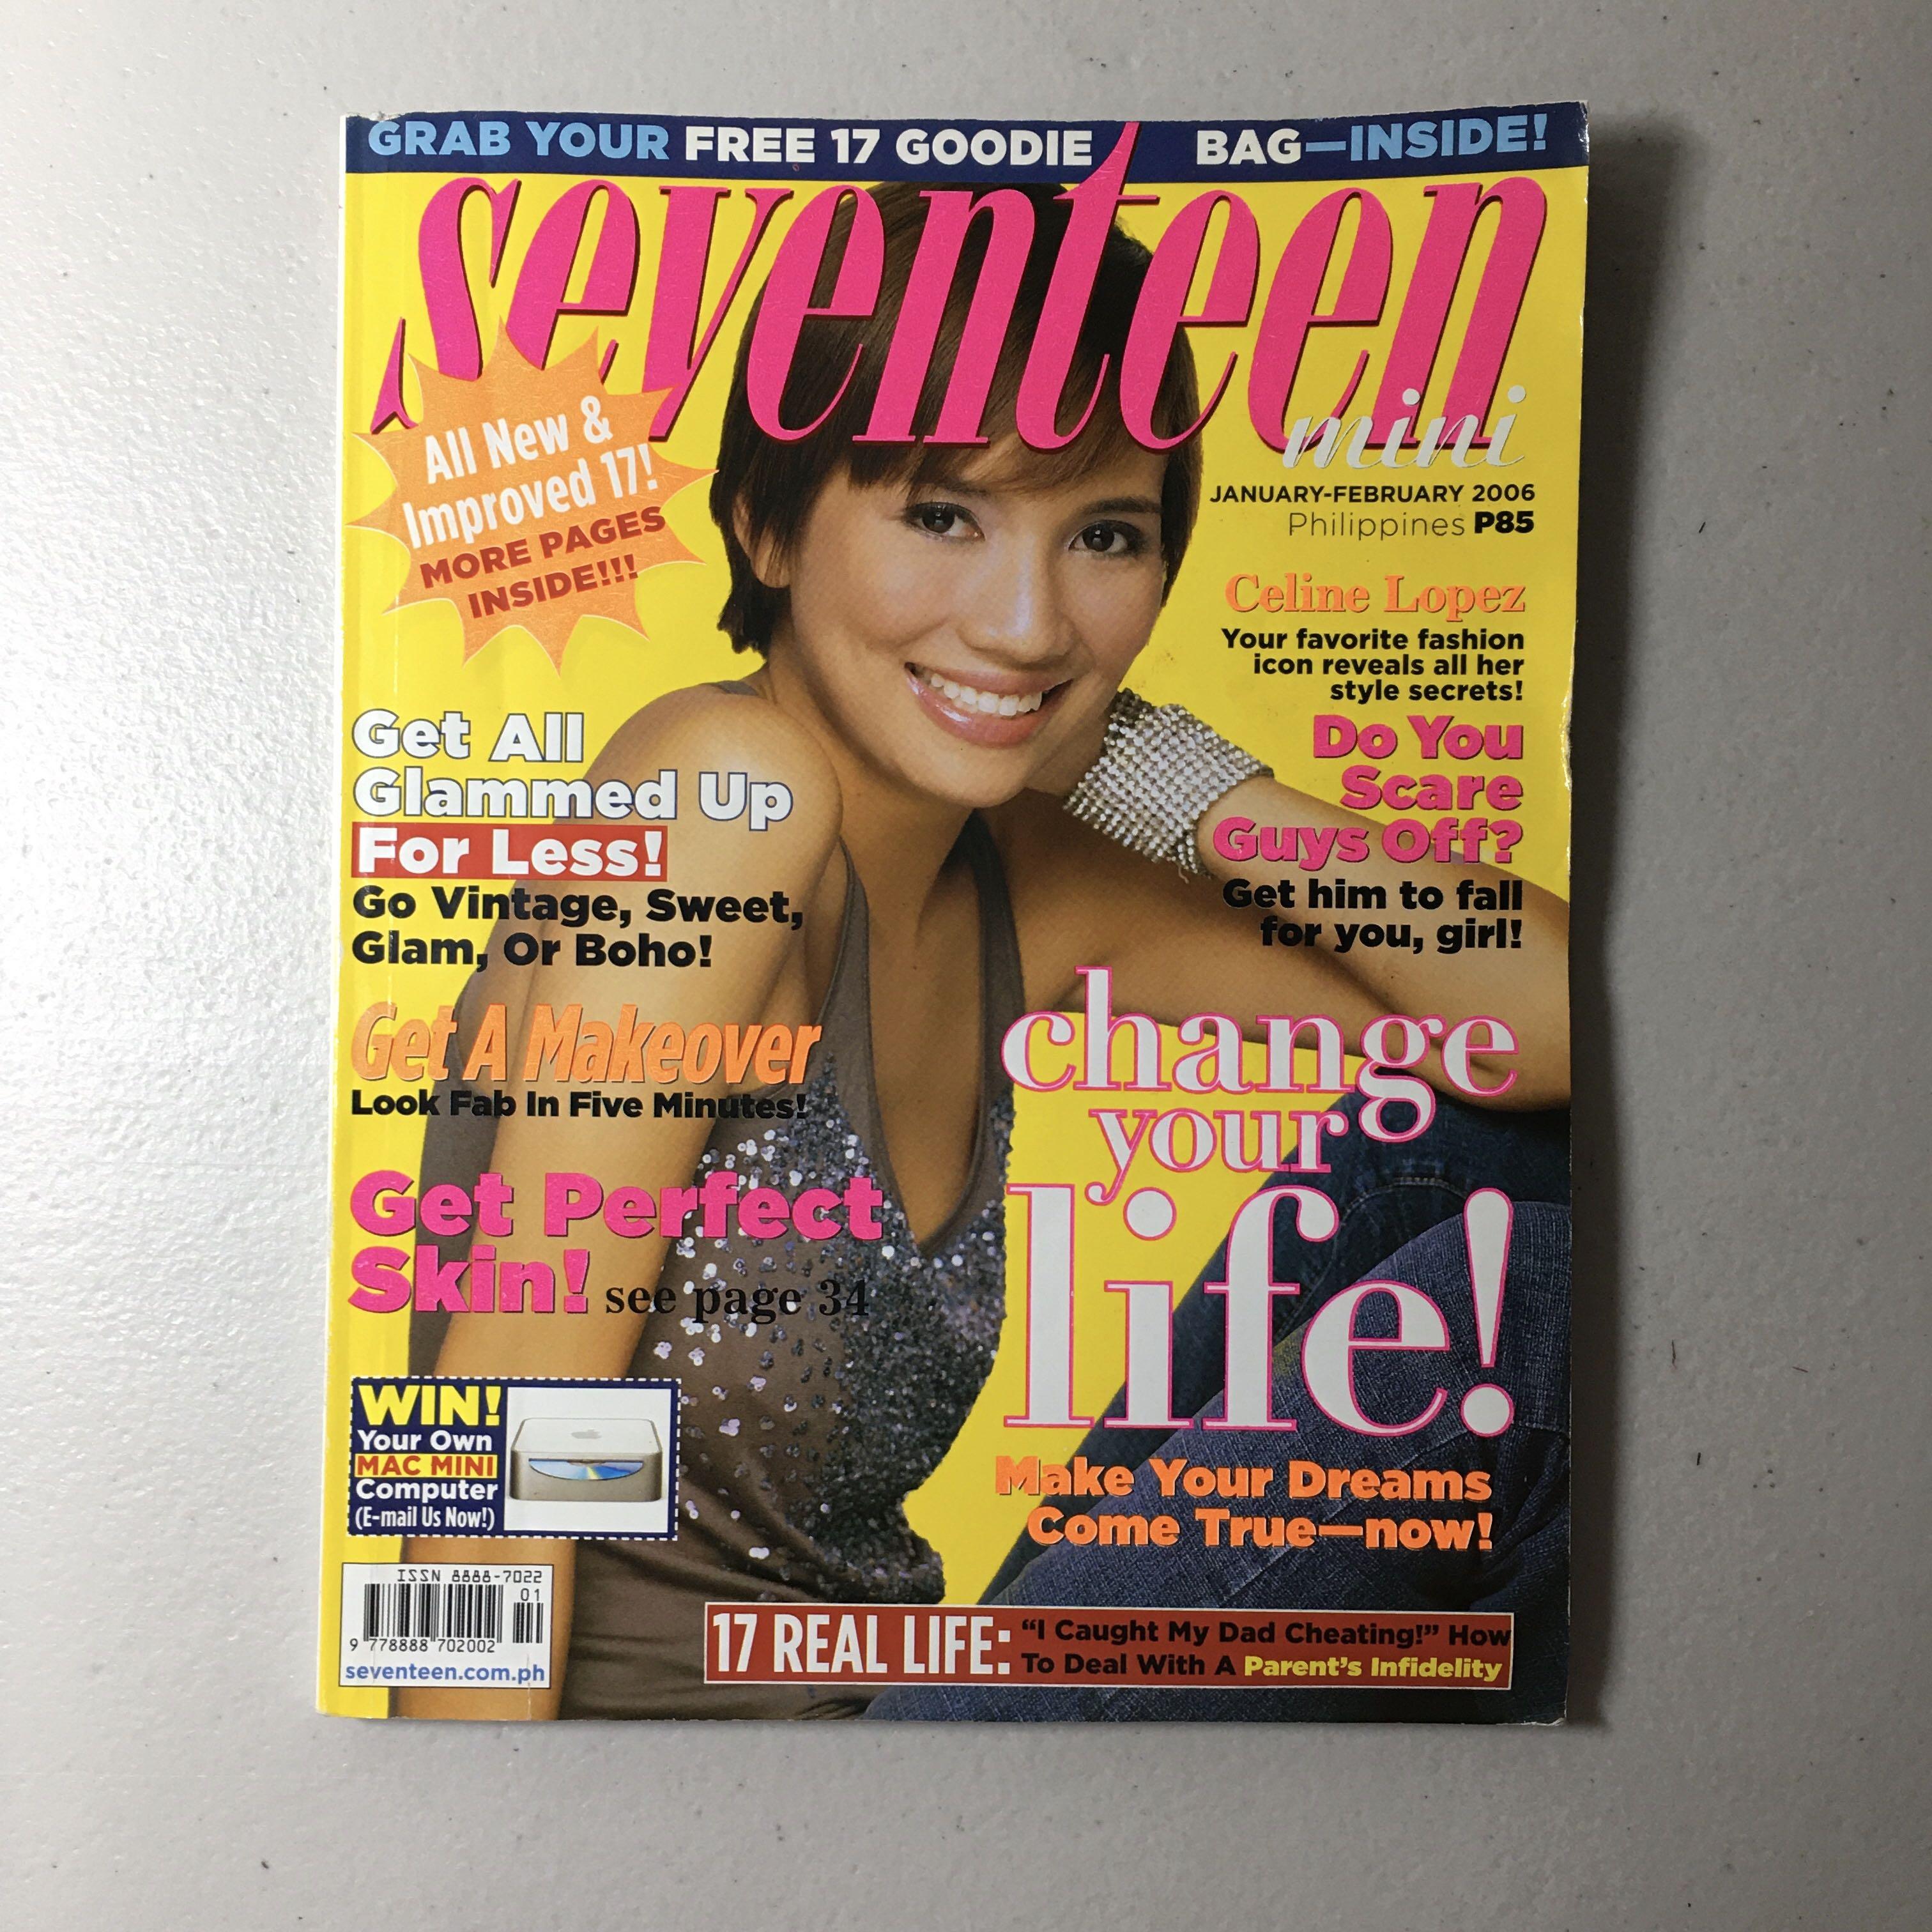 GRAB YOUR FREE 17 GOODIE BAG—INSIDE!
seventeen
mini
JANUARY-FEBRUARY 2006
Philippines P85
All New &
Improved 17!
MORE PAGES
INSIDE!!!
Celine Lopez
Your favorite fashion
icon reveals all her
style secrets!
Do You
Scare
Guys Off?
Get him to fall
for you, girl!
Get All
Glammed Up
For Less!
Go Vintage, Sweet,
Glam, Or Boho!
Get A Makeover
Look Fab In Five Minutes!
Get Perfect
Skin! see page 34
change
your
life!
Make Your Dreams
Come True—now!
WIN!
Your Own
MAC MINI
Computer
(E-mail Us Now!)
ISSN 8888-7022
01
9 778888 702002
seventeen.com.ph
17 REAL LIFE: “I Caught My Dad Cheating!” How
To Deal With A Parent’s Infidelity